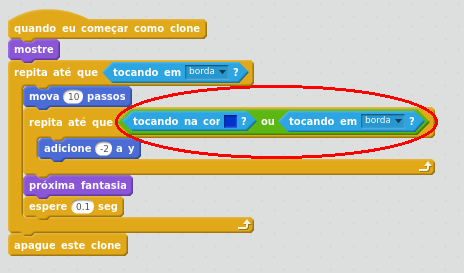 quando eu começar como clone
mostre
repita até que tocando em borda ?
mova 10 passos
repita até que tocando na cor ? ou tocando em borda ?
adicione -2 a y
próxima fantasia
espere 0.1 seg
apague este clone